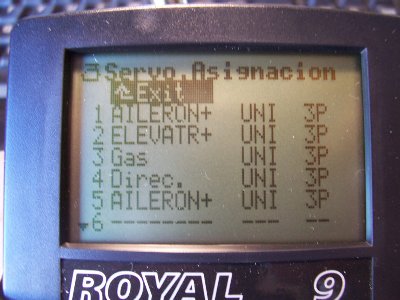 3 Servo.Asignacion
Exit
1 AILERON+ UNI 3P
2 ELEVATR+ UNI 3P
3 Gas UNI 3P
4 Direc. UNI 3P
5 AILERON+ UNI 3P
6 -------- --- --
ROYAL 9